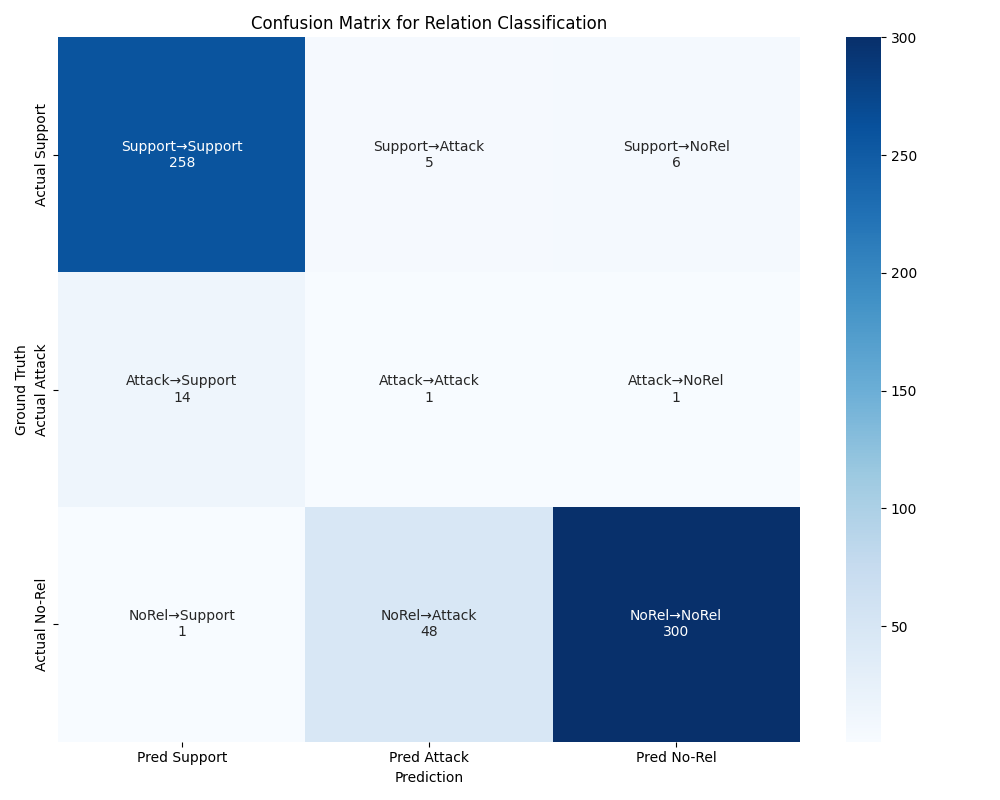 Confusion Matrix for Relation Classification
Ground Truth
Actual Support
Support→Support
258
Support→Attack
5
Support→NoRel
6
Actual Attack
Attack→Support
14
Attack→Attack
1
Attack→NoRel
1
Actual No-Rel
NoRel→Support
1
NoRel→Attack
48
NoRel→NoRel
300
Pred Support
Pred Attack
Pred No-Rel
Prediction
300
250
200
150
100
50